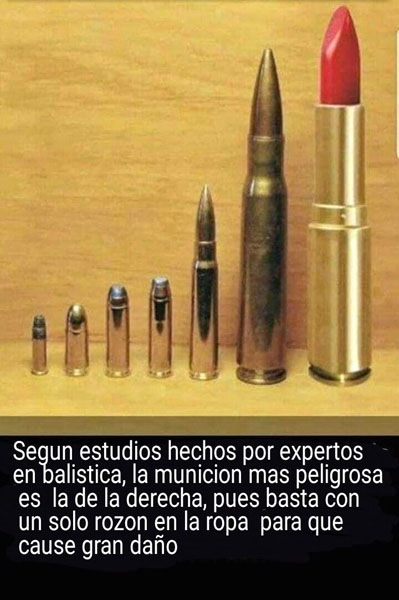 Segun estudios hechos por expertos
en balistica, la municion mas peligrosa
es la de la derecha, pues basta con
un solo rozon en la ropa para que
cause gran daño